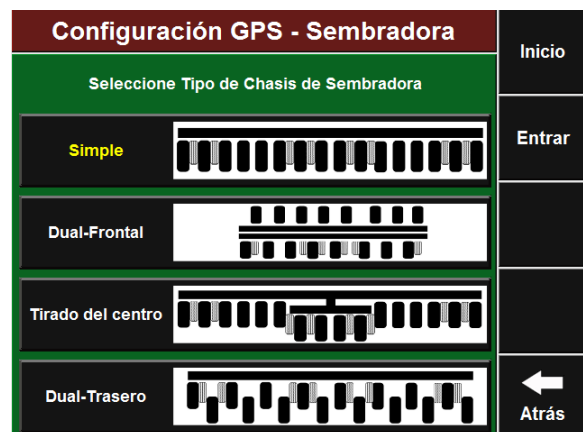 Configuración GPS - Sembradora
Inicio
Seleccione Tipo de Chasis de Sembradora
Simple
Entrar
Dual-Frontal
Tirado del centro
Dual-Trasero
Atrás